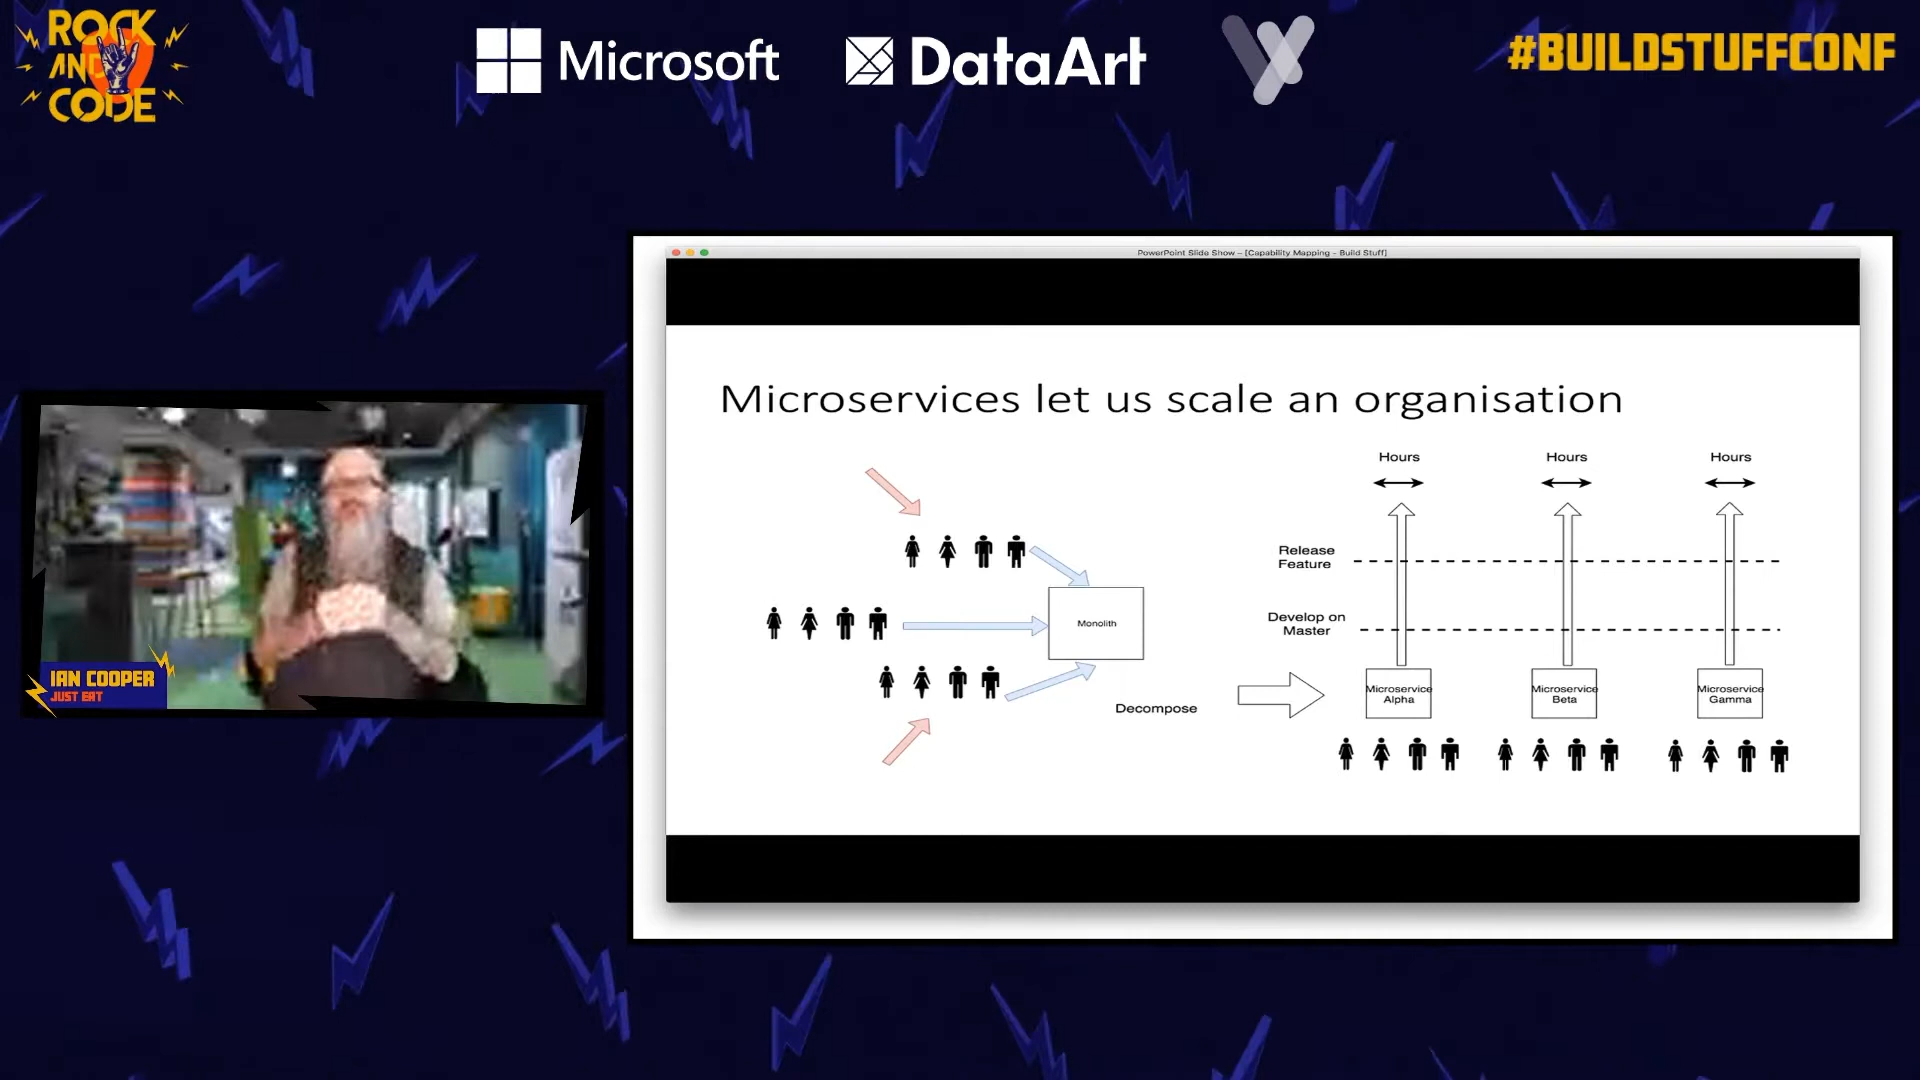 ROCK
AND
CODE
Microsoft
DataArt
#BUILDSTUFFCONF
PowerPoint Slide Show – [Capability Mapping - Build Stuff]
Microservices let us scale an organisation
Hours
Hours
Hours
Release
Feature
Develop on
Master
Monolith
Decompose
Microservice
Alpha
Microservice
Beta
Microservice
Gamma
IAN COOPER
JUST EAT